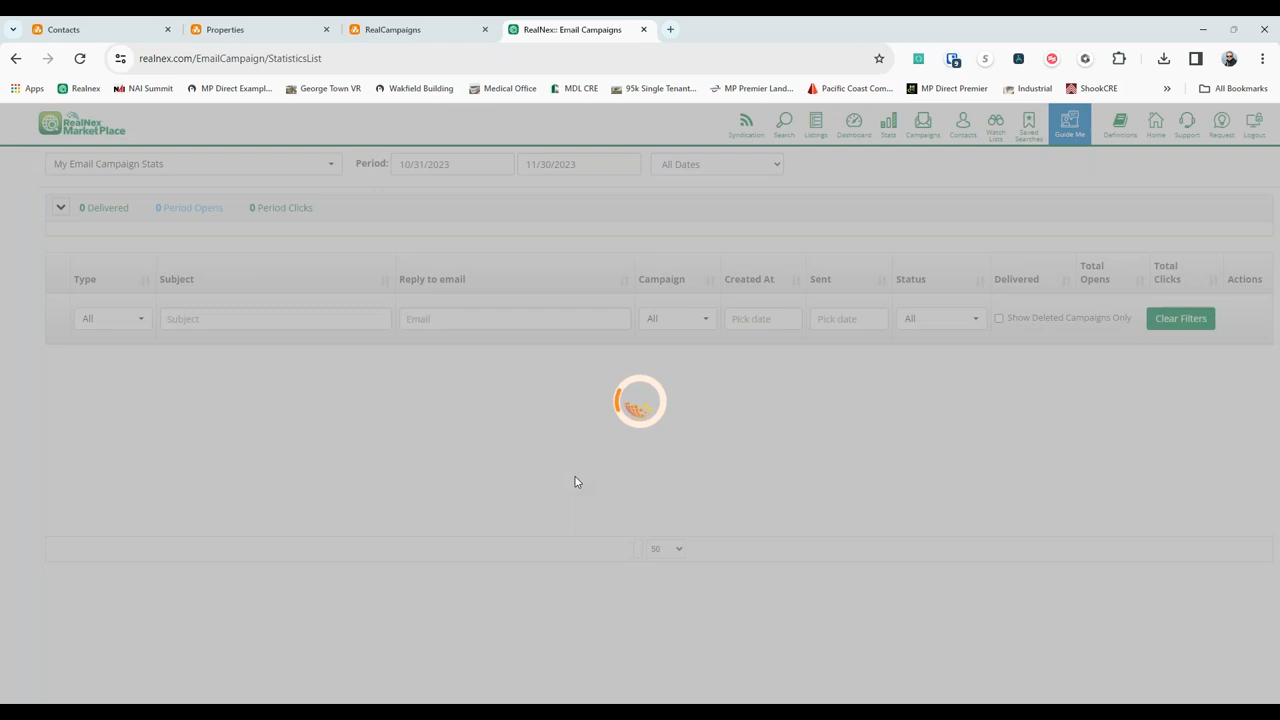 Contacts
Properties
RealCampaigns
RealNex:: Email Campaigns
realnex.com/EmailCampaign/StatisticsList
9
S
Apps
Realnex
NAI Summit
MP Direct Exampl...
George Town VR
Wakfield Building
Medical Office
MDL CRE
95k Single Tenant...
MP Premier Land...
Pacific Coast Com...
MP Direct Premier
Industrial
ShookCRE
»
All Bookmarks
RealNex
MarketPlace
Syndication
Search
Listings
Dashboard
Stats
Campaigns
Contacts
Watch Lists
Saved Searches
Guide Me
Definitions
Home
Support
Request
Logout
My Email Campaign Stats
Period:
10/31/2023
11/30/2023
All Dates
0 Delivered
0 Period Opens
0 Period Clicks
Type
Subject
Reply to email
Campaign
Created At
Sent
Status
Delivered
Total Opens
Total Clicks
Actions
All
Subject
Email
All
Pick date
Pick date
All
Show Deleted Campaigns Only
Clear Filters
50